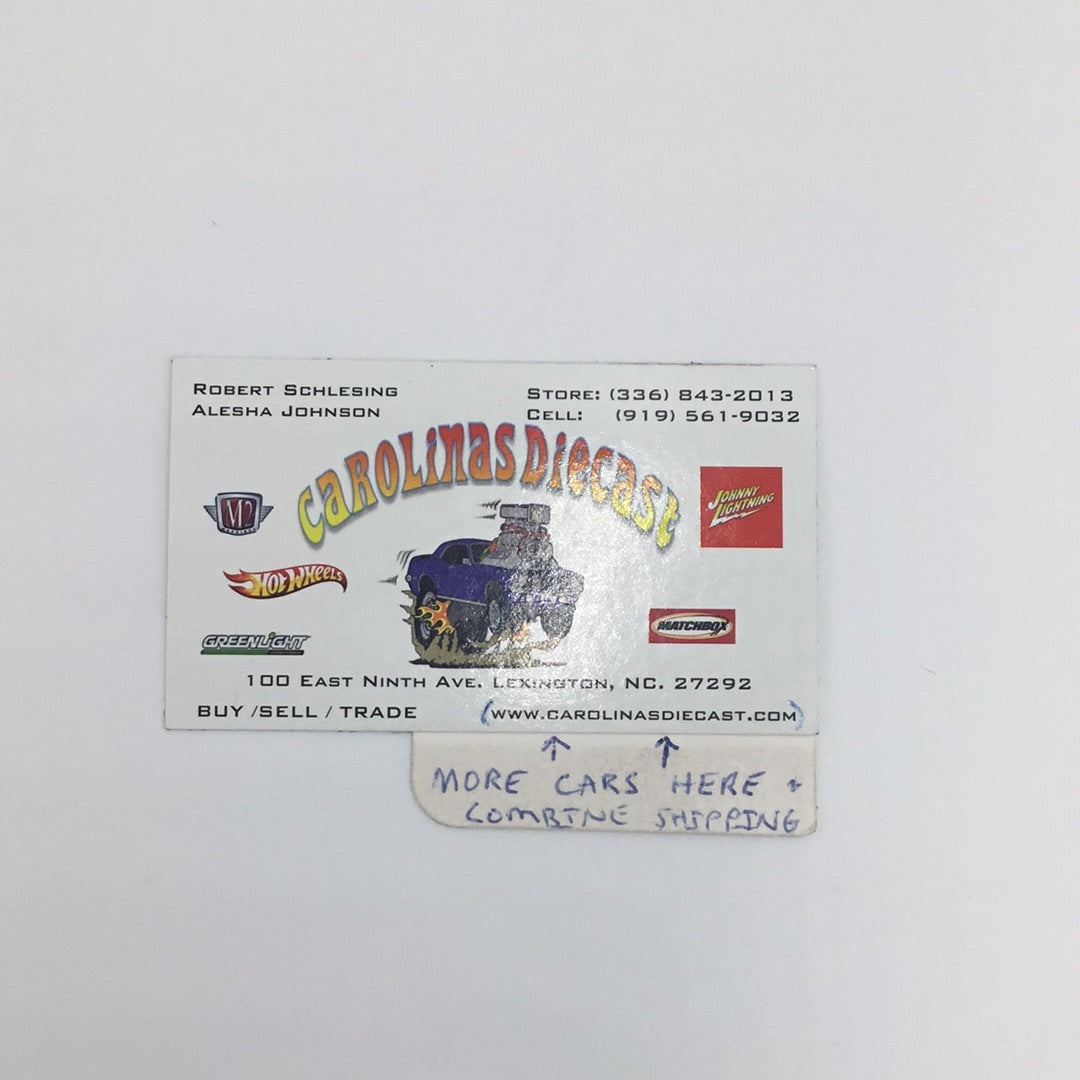 ROBERT SCHLESING
ALESHA JOHNSON
STORE: (336) 843-2013
CELL: (919) 561-9032
CAROLINAS DIECAST
M2
JOHNNY LIGHTNING
HOT WHEELS
GREENLIGHT
MATCHBOX
100 EAST NINTH AVE. LEXINGTON, NC. 27292
BUY /SELL / TRADE
(WWW.CAROLINASDIECAST.COM)
↑ ↑
MORE CARS HERE +
COMBINE SHIPPING